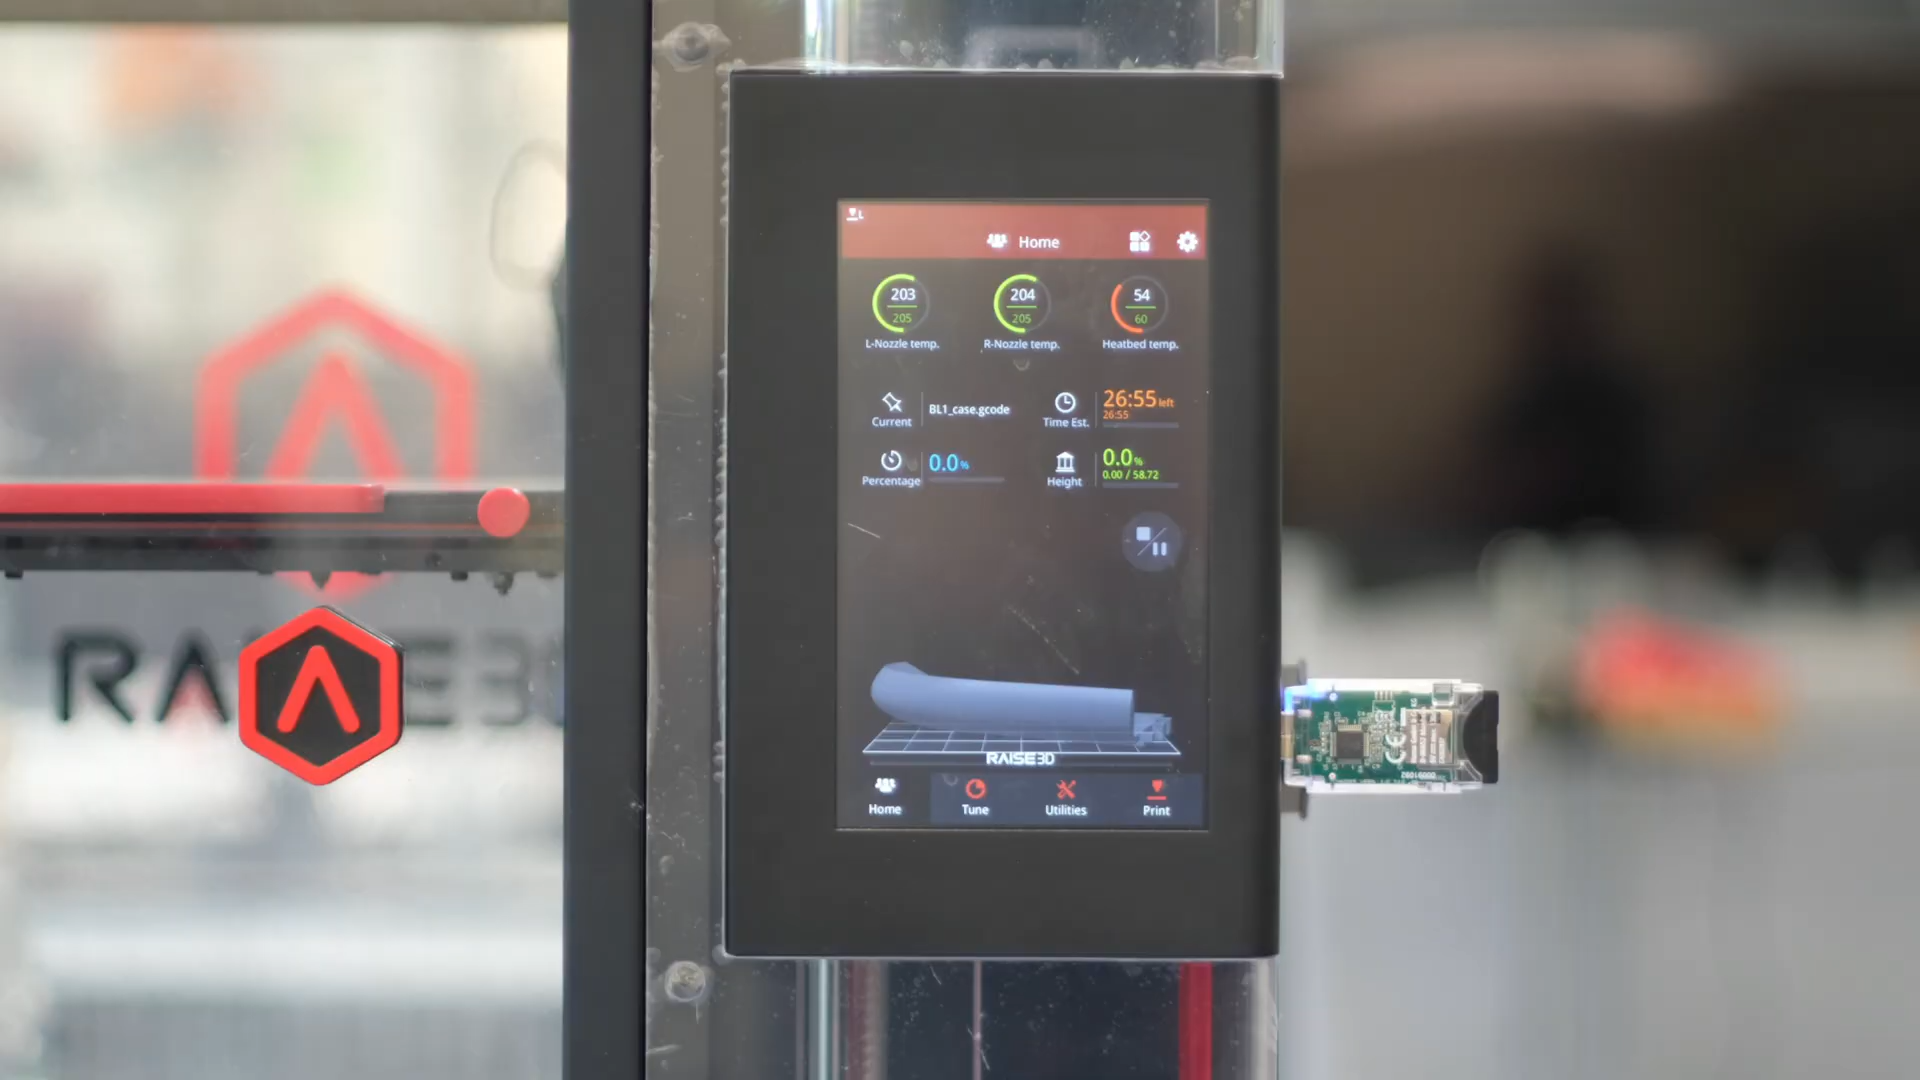 L
Home
203
205
L-Nozzle temp.
204
205
R-Nozzle temp.
54
60
Heatbed temp.
Current
BL1_case.gcode
Time Est.
26:55 left
26:55
Percentage
0.0%
Height
0.0%
0.00 / 58.72
RAISE3D
Home
Tune
Utilities
Print
RAISE3D
CE